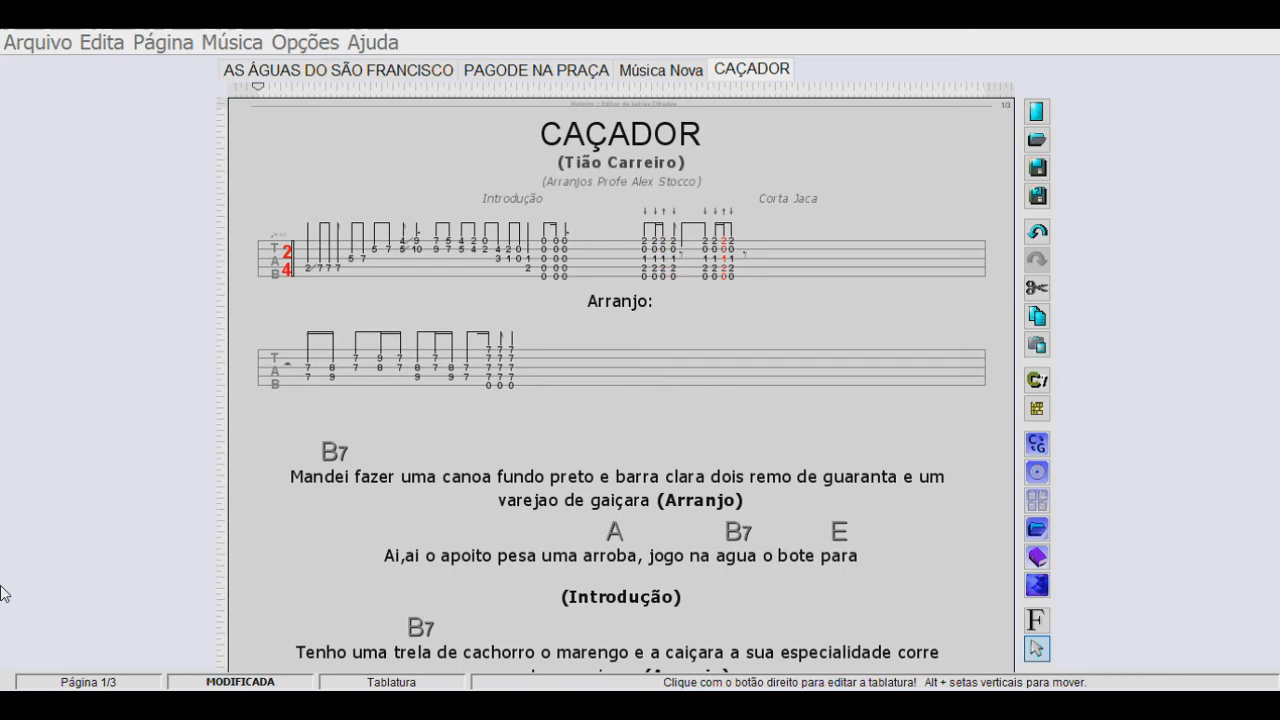 Arquivo Edita Página Música Opções Ajuda
AS ÁGUAS DO SÃO FRANCISCO PAGODE NA PRAÇA Música Nova CAÇADOR
1/3
CAÇADOR
(Tião Carreiro)
(Arranjos Profe Alex Stocco)
Introdução Corta Jaca
T
A
B
2
4
Arranjo:
T
A
B
B7
Mandei fazer uma canoa fundo preto e barra clara dois remo de guaranta e um
varejao de gaiçara (Arranjo)
A B7 E
Ai,ai o apoito pesa uma arroba, jogo na agua o bote para
(Introdução)
B7
Tenho uma trela de cachorro o marengo e a caiçara a sua especialidade corre
F
Página 1/3 MODIFICADA Tablatura Clique com o botão direito para editar a tablatura! Alt + setas verticais para mover.